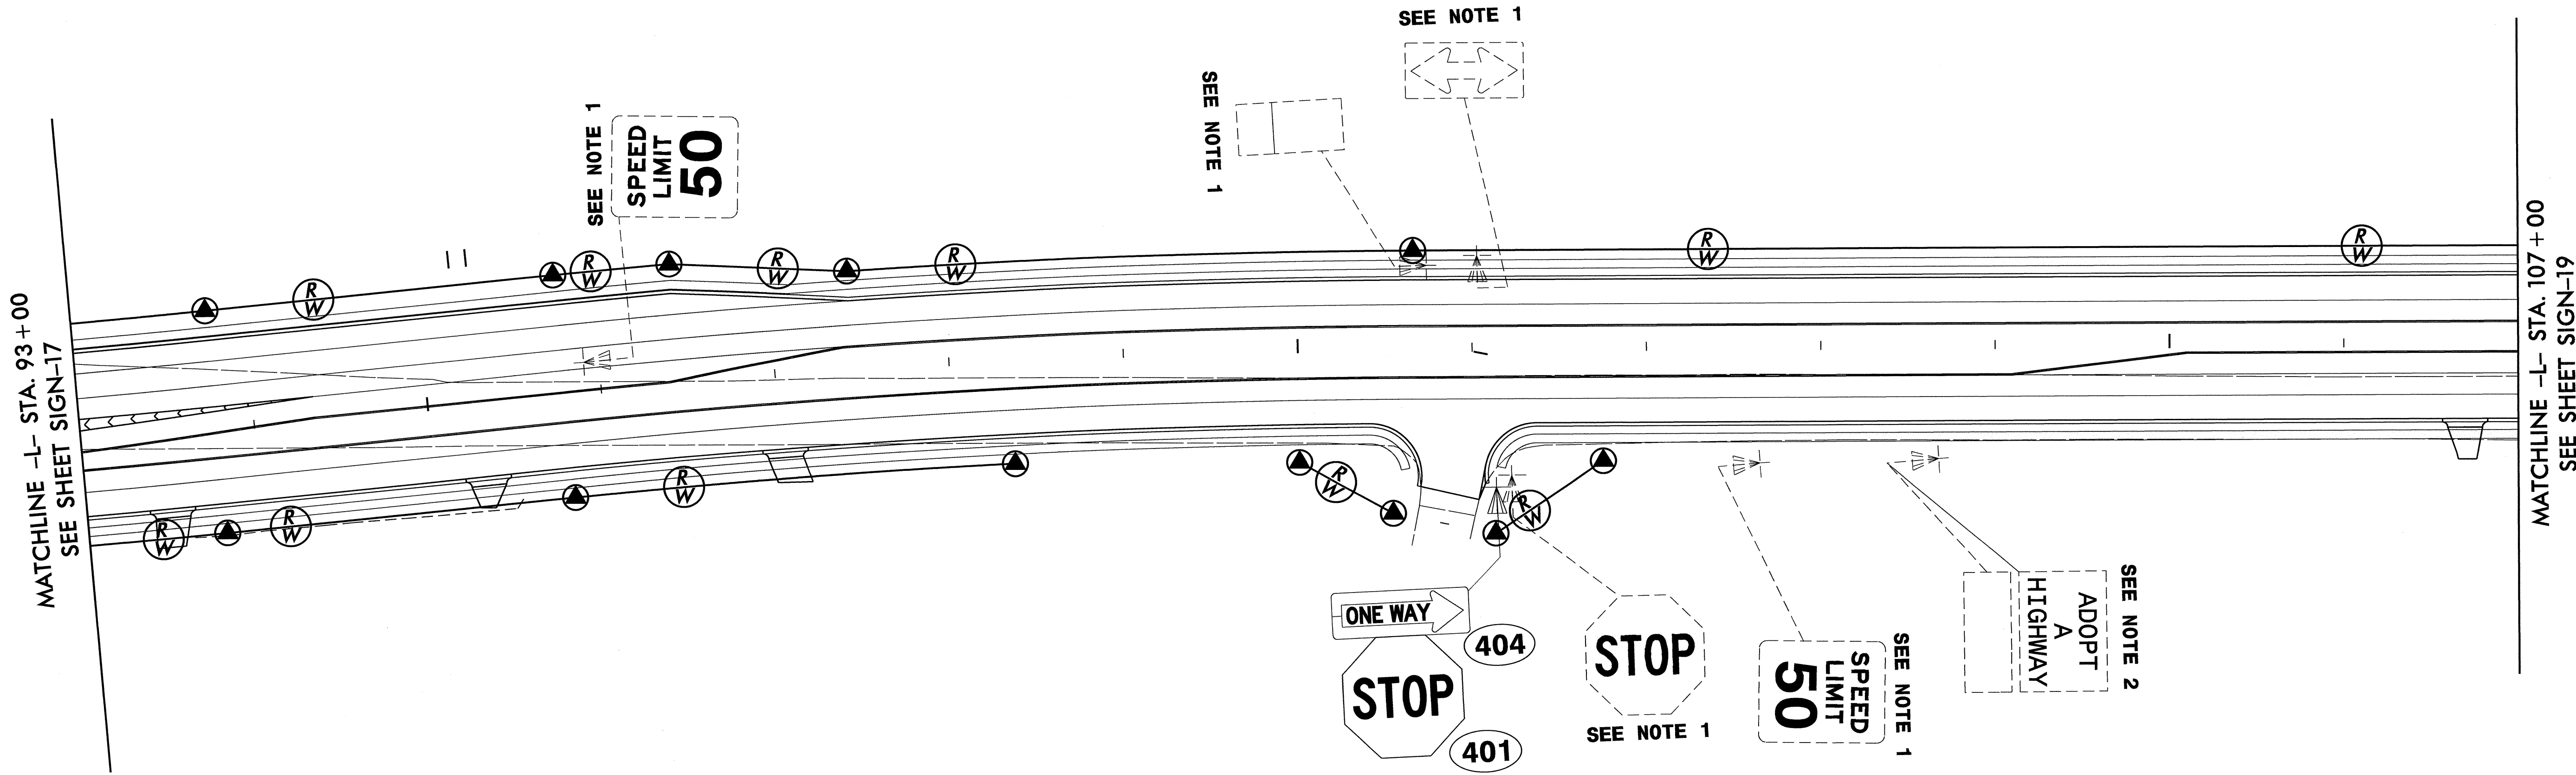 SEE NOTE 1
SEE NOTE 1
SEE NOTE 1
SPEED
LIMIT
50
R
W
R
W
R
W
R
W
R
W
R
W
MATCHLINE -L- STA. 93+00
SEE SHEET SIGN-17
MATCHLINE -L- STA. 107+00
SEE SHEET SIGN-19
R
W
R
W
R
W
R
W
R
W
ONE WAY
404
STOP
401
STOP
SEE NOTE 1
SPEED
LIMIT
50
SEE NOTE 1
ADOPT
A
HIGHWAY
SEE NOTE 2